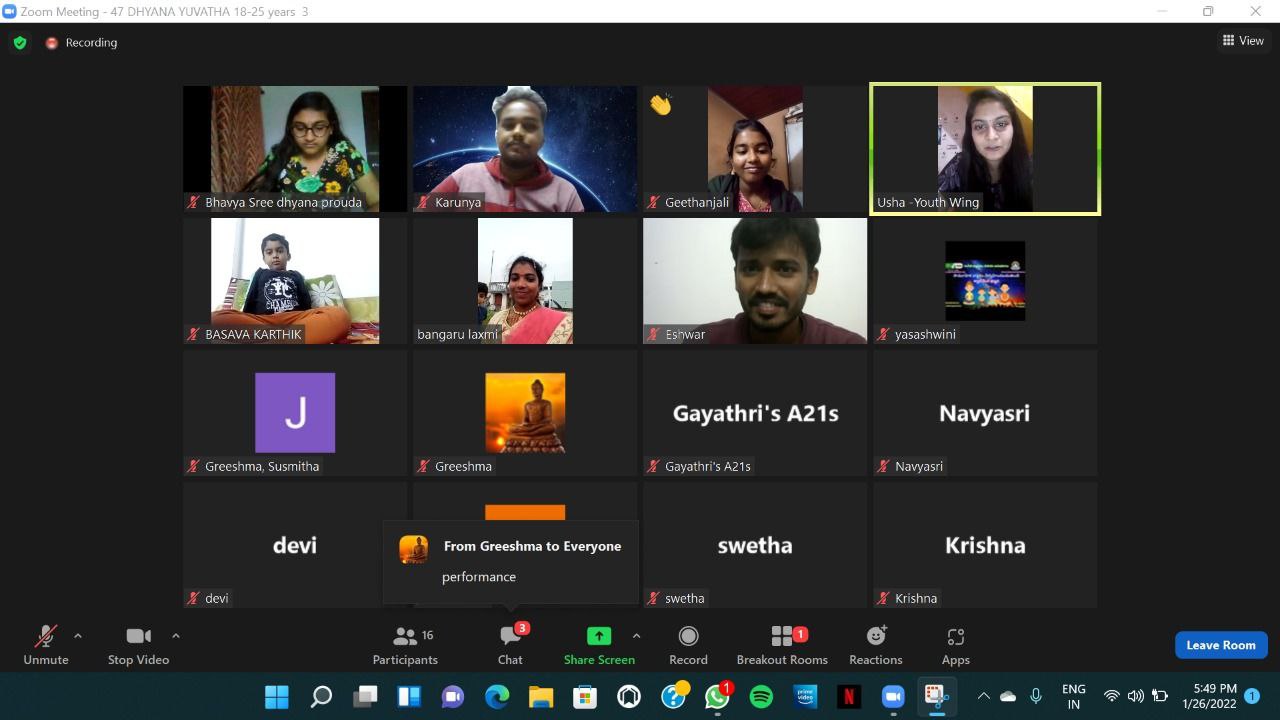 Zoom Meeting - 47 DHYANA YUVATHA 18-25 years 3
Recording
View
Bhavya Sree dhyana prouda
Karunya
Geethanjali
Usha -Youth Wing
BASAVA KARTHIK
bangaru laxmi
Eshwar
yasashwini
J
Gayathri's A21s
Navyasri
Greeshma, Susmitha
Greeshma
Gayathri's A21s
Navyasri
devi
swetha
Krishna
From Greeshma to Everyone
performance
devi
swetha
Krishna
Unmute
Stop Video
16
Participants
3
Chat
Share Screen
Record
1
Breakout Rooms
Reactions
Apps
Leave Room
prime video
N
1
ENG
IN
5:49 PM
1/26/2022
1